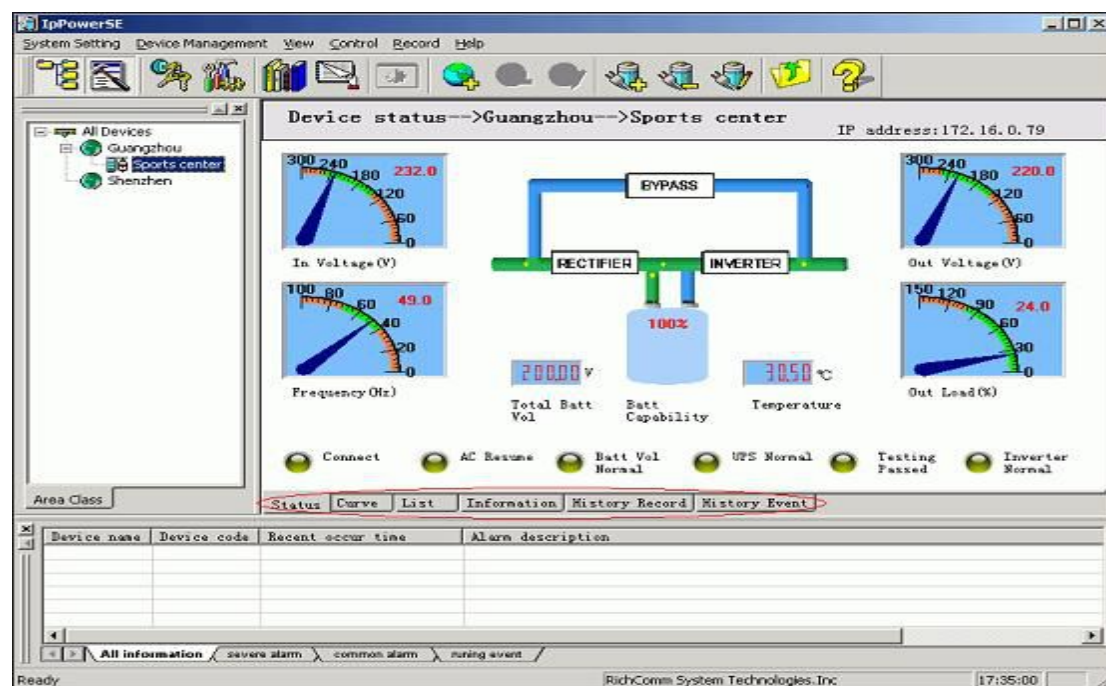 IpPowerSE
System Setting Device Management View Control Record Help
Device status-->Guangzhou-->Sports center
IP address:172.16.0.79
All Devices
Guangzhou
Sports center
Shenzhen
Area Class
300 240 180 120 60 0
232.0
In Voltage(V)
BYPASS
RECTIFIER
INVERTER
300 240 180 120 60 0
220.0
Out Voltage(V)
100 80 60 40 20 0
49.0
Frequency(Hz)
100%
200.00 V
Total Batt Vol
Batt Capability
30.50 ℃
Temperature
150 120 90 60 30 0
24.0
Out Load(%)
Connect
AC Resume
Batt Vol Normal
UPS Normal
Testing Passed
Inverter Normal
Status Curve List Information History Record History Event
Device name Device code Recent occur time Alarm description
All information severe alarm common alarm runing event
Ready
RichComm System Technologies.Inc
17:35:00